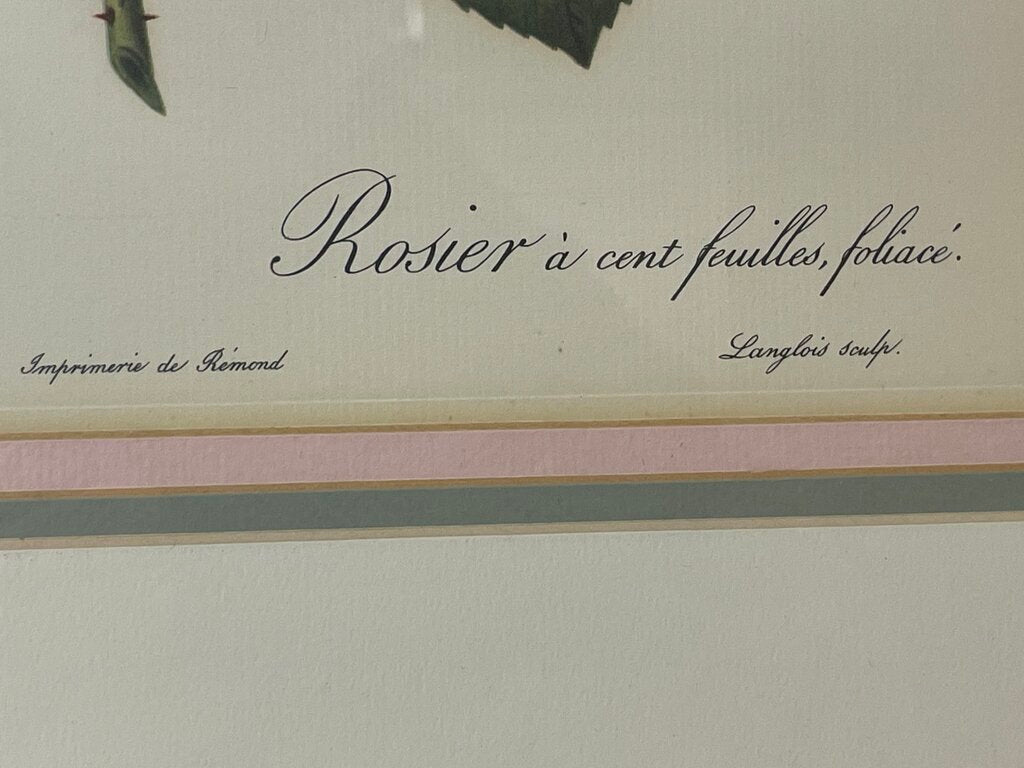 Rosier à cent feuilles, foliacé.
Imprimerie de Rémond
Langlois sculp.